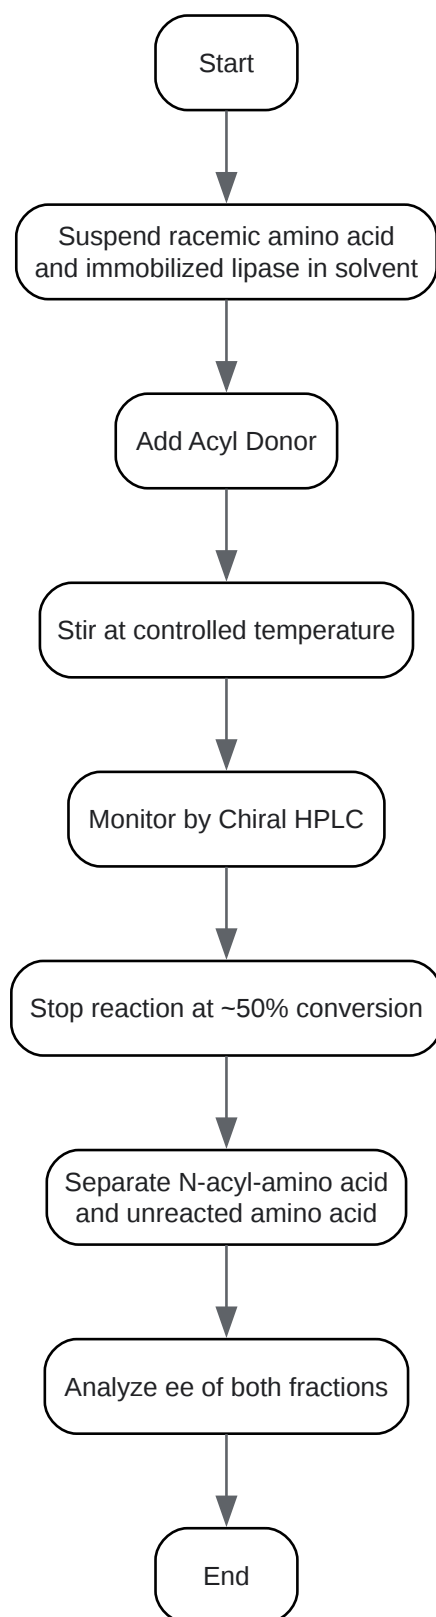 Start
Suspend racemic amino acid
and immobilized lipase in solvent
Add Acyl Donor
Stir at controlled temperature
Monitor by Chiral HPLC
Stop reaction at ~50% conversion
Separate N-acyl-amino acid
and unreacted amino acid
Analyze ee of both fractions
End